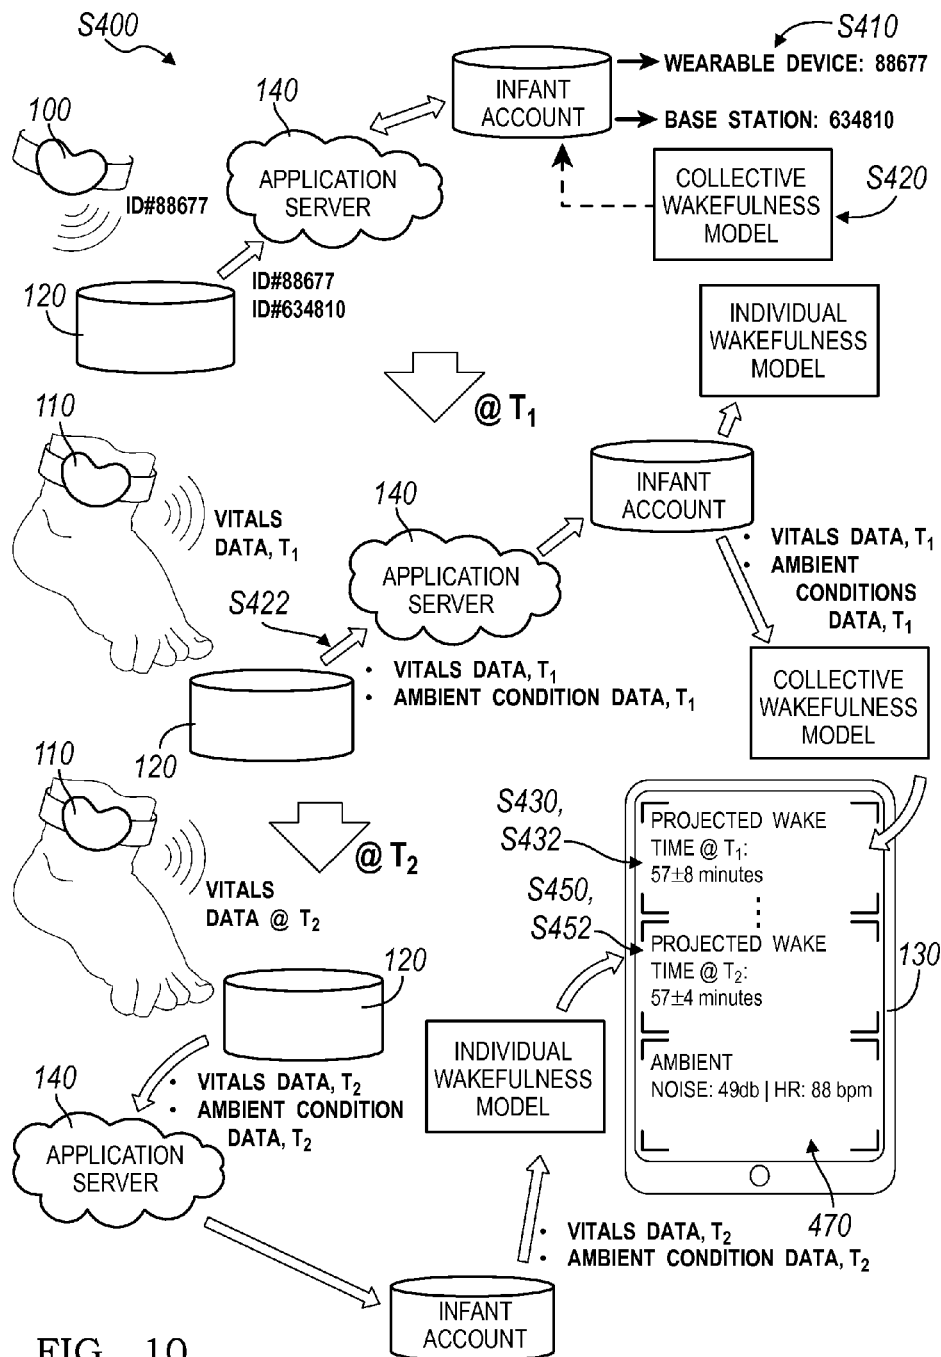 S400
S410
100
140
INFANT
ACCOUNT
WEARABLE DEVICE: 88677
BASE STATION: 634810
ID#88677
APPLICATION
SERVER
COLLECTIVE
WAKEFULNESS
MODEL
S420
120
ID#88677
ID#634810
INDIVIDUAL
WAKEFULNESS
MODEL
@ T₁
110
VITALS
DATA, T₁
140
INFANT
ACCOUNT
APPLICATION
SERVER
• VITALS DATA, T₁
• AMBIENT
CONDITIONS
DATA, T₁
S422
• VITALS DATA, T₁
• AMBIENT CONDITION DATA, T₁
120
COLLECTIVE
WAKEFULNESS
MODEL
110
@ T₂
VITALS
DATA @ T₂
S430,
S432
PROJECTED WAKE
TIME @ T₁:
57±8 minutes
S450,
S452
PROJECTED WAKE
TIME @ T₂:
57±4 minutes
130
120
AMBIENT
NOISE: 49db | HR: 88 bpm
INDIVIDUAL
WAKEFULNESS
MODEL
140
• VITALS DATA, T₂
• AMBIENT CONDITION
DATA, T₂
APPLICATION
SERVER
470
• VITALS DATA, T₂
• AMBIENT CONDITION DATA, T₂
INFANT
ACCOUNT
FIG. 10